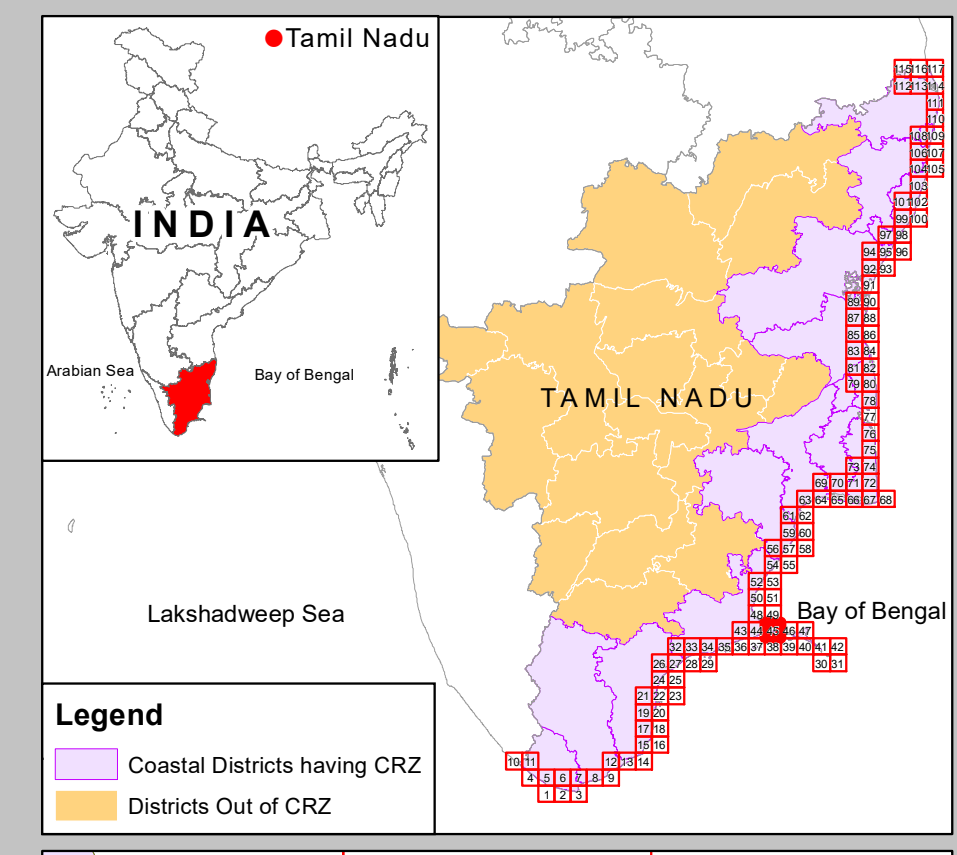 Tamil Nadu
INDIA
Arabian Sea
Bay of Bengal
TAMIL NADU
Lakshadweep Sea
Bay of Bengal
Legend
Coastal Districts having CRZ
Districts Out of CRZ
115 116 117
112 113 114
111
110
108 109
106 107
104 105
103
101 102
99 100
97 98
94 95 96
92 93
91
89 90
87 88
85 86
83 84
81 82
79 80
78
77
76
75
73 74
69 70 71 72
63 64 65 66 67 68
61 62
59 60
56 57 58
54 55
52 53
50 51
48 49
43 44 45 46 47
32 33 34 35 36 37 38 39 40 41 42
26 27 28 29 30 31
24 25
21 22 23
19 20
17 18
15 16
10 11 12 13 14
4 5 6 7 8 9
1 2 3